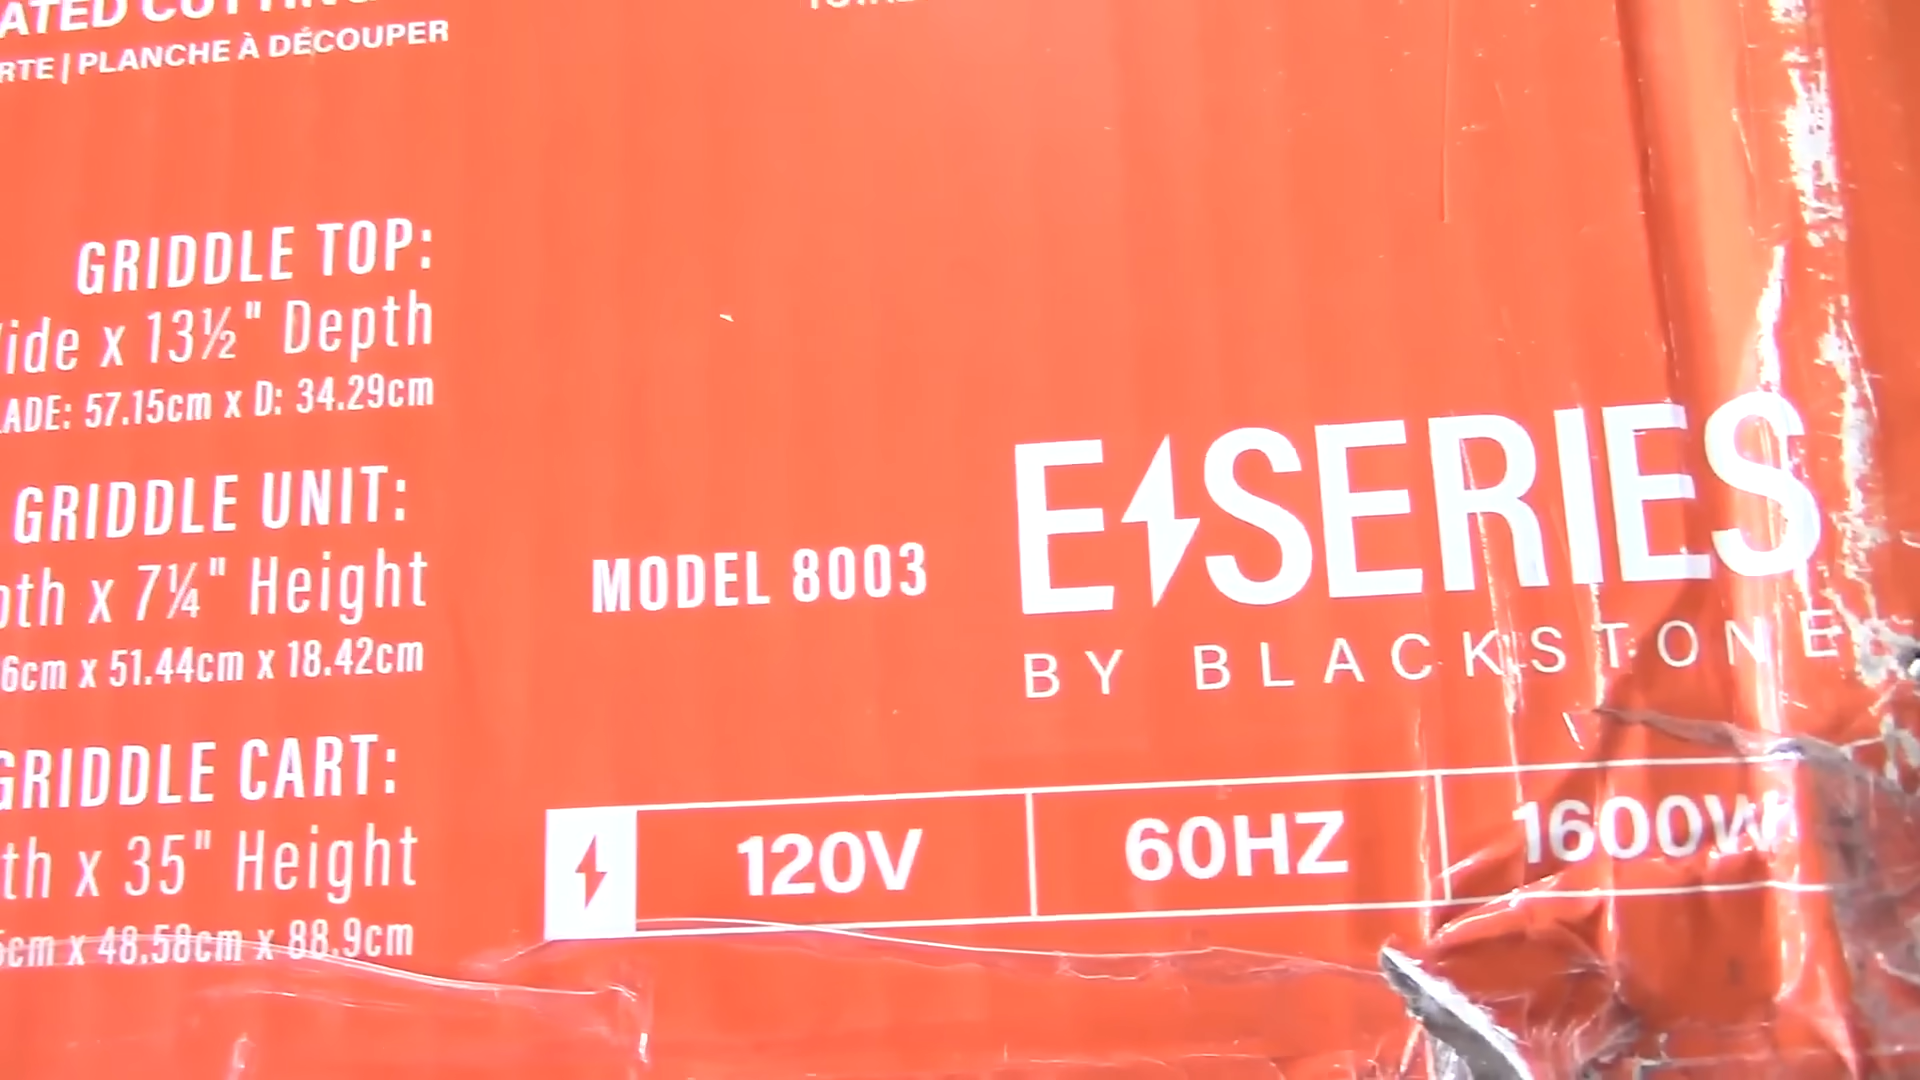 PLANCHE À DÉCOUPER
GRIDDLE TOP:
x 13½" Depth
57.15cm x D: 34.29cm
GRIDDLE UNIT:
x 7¼" Height
x 51.44cm x 18.42cm
GRIDDLE CART:
x 35" Height
x 48.58cm x 88.9cm
MODEL 8003
E SERIES
BY BLACKSTONE
120V
60HZ
1600W